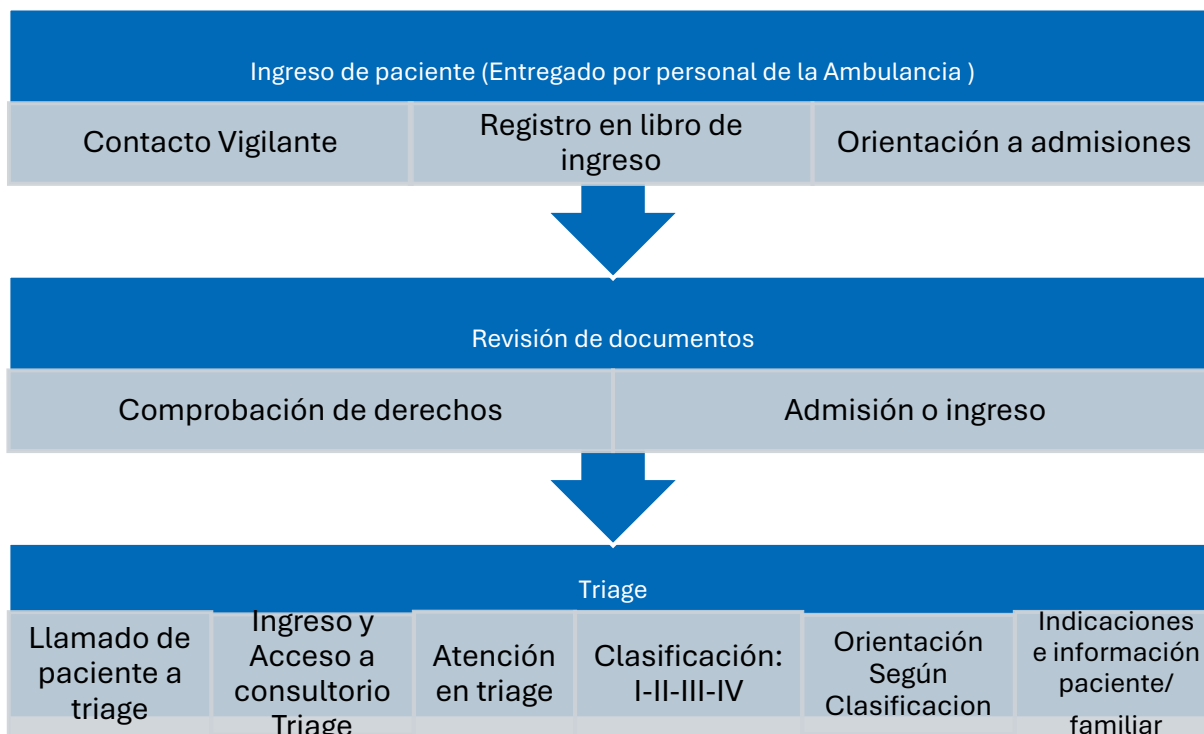 Ingreso de paciente (Entregado por personal de la Ambulancia )
Contacto Vigilante
Registro en libro de
ingreso
Orientación a admisiones
Revisión de documentos
Comprobación de derechos
Admisión o ingreso
Triage
Llamado de
paciente a
triage
Ingreso y
Acceso a
consultorio
Triage
Atención
en triage
Clasificación:
I-II-III-IV
Orientación
Según
Clasificacion
Indicaciones
e información
paciente/
familiar